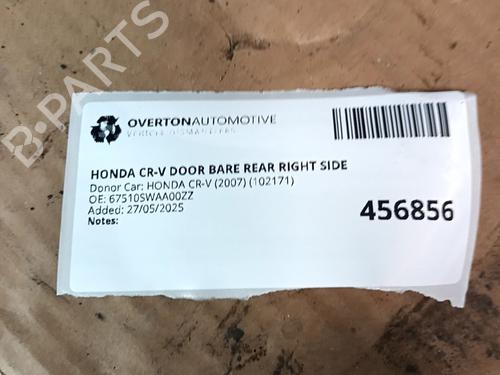 B-PARTS
OVERTONAUTOMOTIVE
VEHICLE DISMANTLERS
HONDA CR-V DOOR BARE REAR RIGHT SIDE
Donor Car: HONDA CR-V (2007) (102171)
OE: 67510SWAA00ZZ
Added: 27/05/2025
Notes:
456856